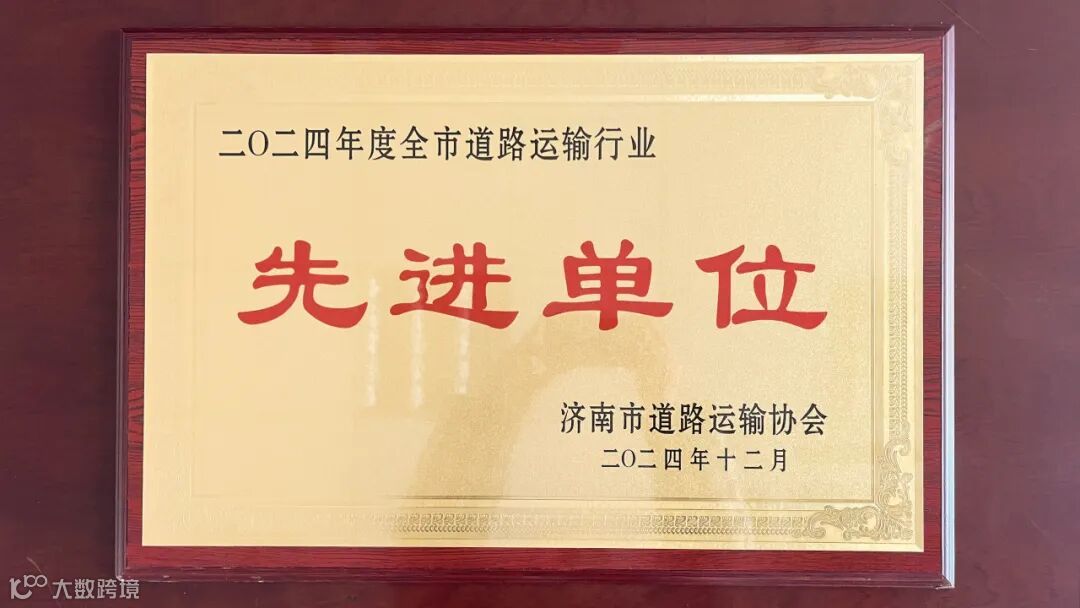 二〇二四年度全市道路运输行业
先进单位
济南市道路运输协会
二〇二四年十二月
大数跨境